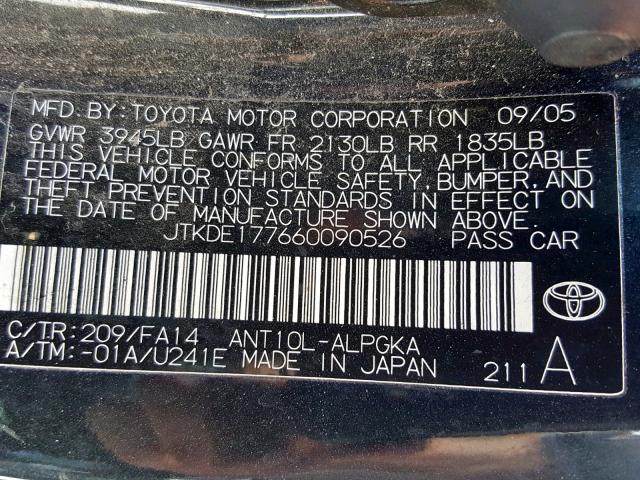 MFD. BY: TOYOTA MOTOR CORPORATION 09/05
GVWR 3945LB GAWR FR 2130LB RR 1835LB
THIS VEHICLE CONFORMS TO ALL APPLICABLE
FEDERAL MOTOR VEHICLE SAFETY, BUMPER, AND
THEFT PREVENTION STANDARDS IN EFFECT ON
THE DATE OF MANUFACTURE SHOWN ABOVE.
JTKDE177660090526 PASS CAR
C/TR: 209/FA14 ANT10L-ALPGKA
A/TM: -01A/U241E MADE IN JAPAN
211 A